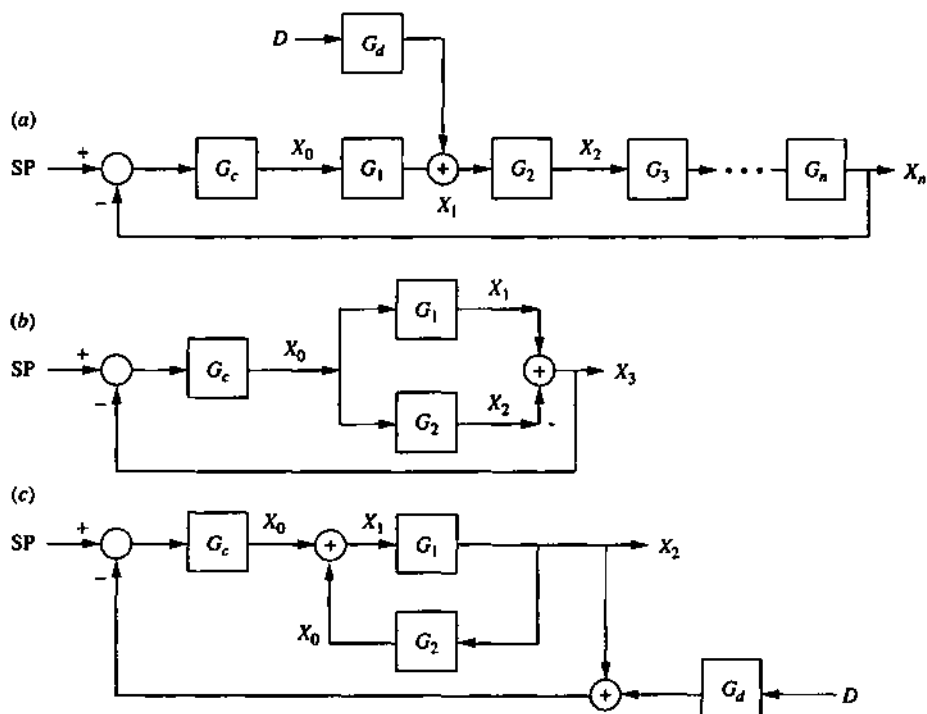 D G_d
(a)
SP + − G_c X_0 G_1 + X_1 G_2 X_2 G_3 G_n X_n
(b)
SP + − G_c X_0 G_1 X_1 G_2 X_2 + X_3
(c)
SP + − G_c X_0 + X_1 G_1 X_2
X_0 G_2
+ G_d D